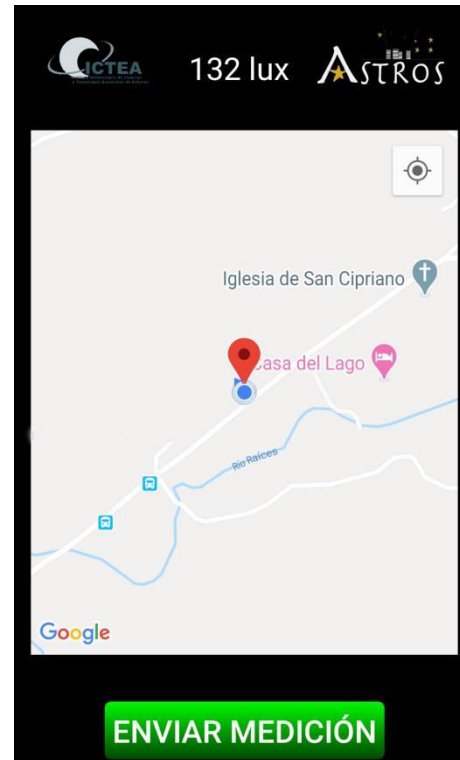 ICTEA
132 lux
ASTROS
Iglesia de San Cipriano
Casa del Lago
Río Raíces
Google
ENVIAR MEDICIÓN